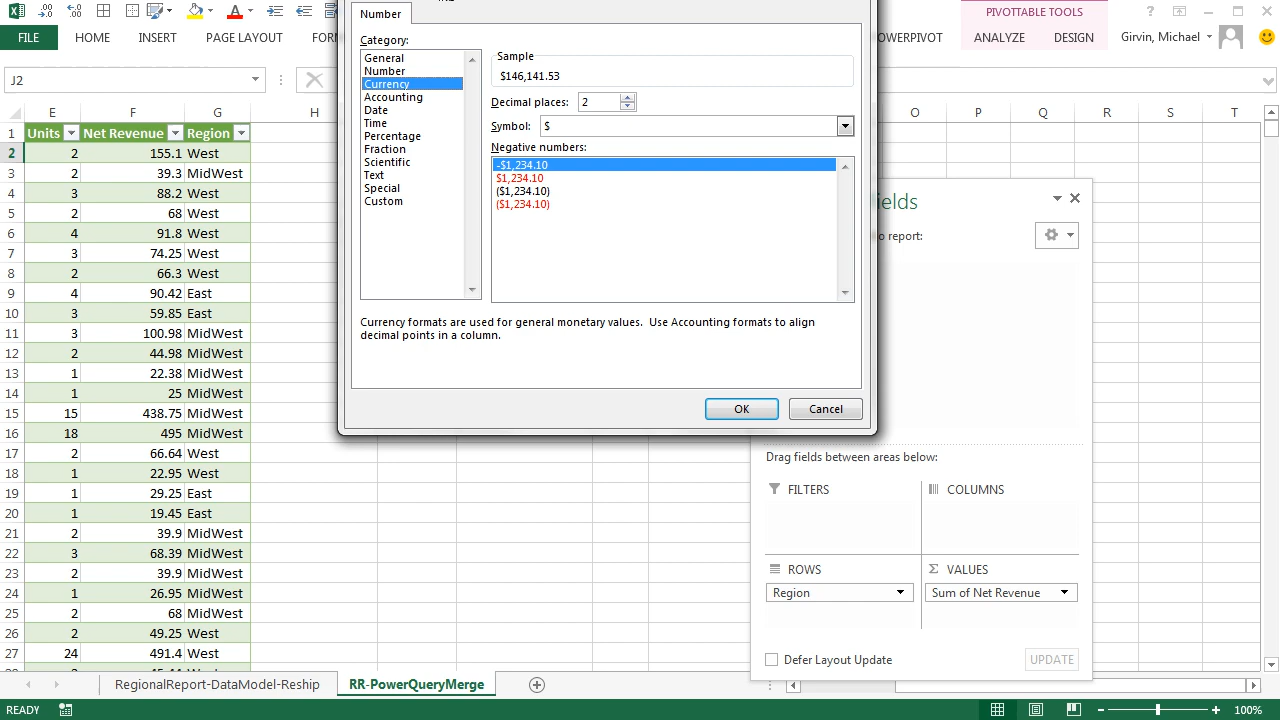 PIVOTTABLE TOOLS
FILE HOME INSERT PAGE LAYOUT POWERPIVOT ANALYZE DESIGN Girvin, Michael
J2
Number
Category:
General
Number
Currency
Accounting
Date
Time
Percentage
Fraction
Scientific
Text
Special
Custom
Sample
$146,141.53
Decimal places: 2
Symbol: $
Negative numbers:
-$1,234.10
$1,234.10
($1,234.10)
($1,234.10)
Currency formats are used for general monetary values. Use Accounting formats to align
decimal points in a column.
OK Cancel
E F G H O P Q R S T
1 Units Net Revenue Region
2 2 155.1 West
3 2 39.3 MidWest
4 3 88.2 West
5 2 68 West
6 4 91.8 West
7 3 74.25 West
8 2 66.3 West
9 4 90.42 East
10 3 59.85 East
11 3 100.98 MidWest
12 2 44.98 MidWest
13 1 22.38 MidWest
14 1 25 MidWest
15 15 438.75 MidWest
16 18 495 MidWest
17 2 66.64 West
18 1 22.95 West
19 1 29.25 East
20 1 19.45 East
21 2 39.9 MidWest
22 3 68.39 MidWest
23 2 39.9 MidWest
24 1 26.95 MidWest
25 2 68 MidWest
26 2 49.25 West
27 24 491.4 West
ields
o report:
Drag fields between areas below:
FILTERS COLUMNS
ROWS VALUES
Region Sum of Net Revenue
Defer Layout Update UPDATE
RegionalReport-DataModel-Reship RR-PowerQueryMerge
READY 100%